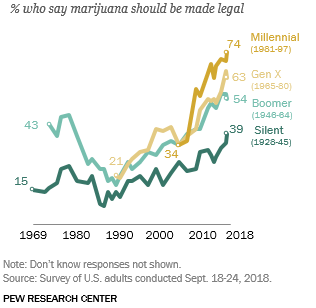 % who say marijuana should be made legal
74
Millennial
(1981-97)
63
Gen X
(1965-80)
54
Boomer
(1946-64)
39
Silent
(1928-45)
43
21
34
15
1969 1980 1990 2000 2010 2018
Note: Don't know responses not shown.
Source: Survey of U.S. adults conducted Sept. 18-24, 2018.
PEW RESEARCH CENTER